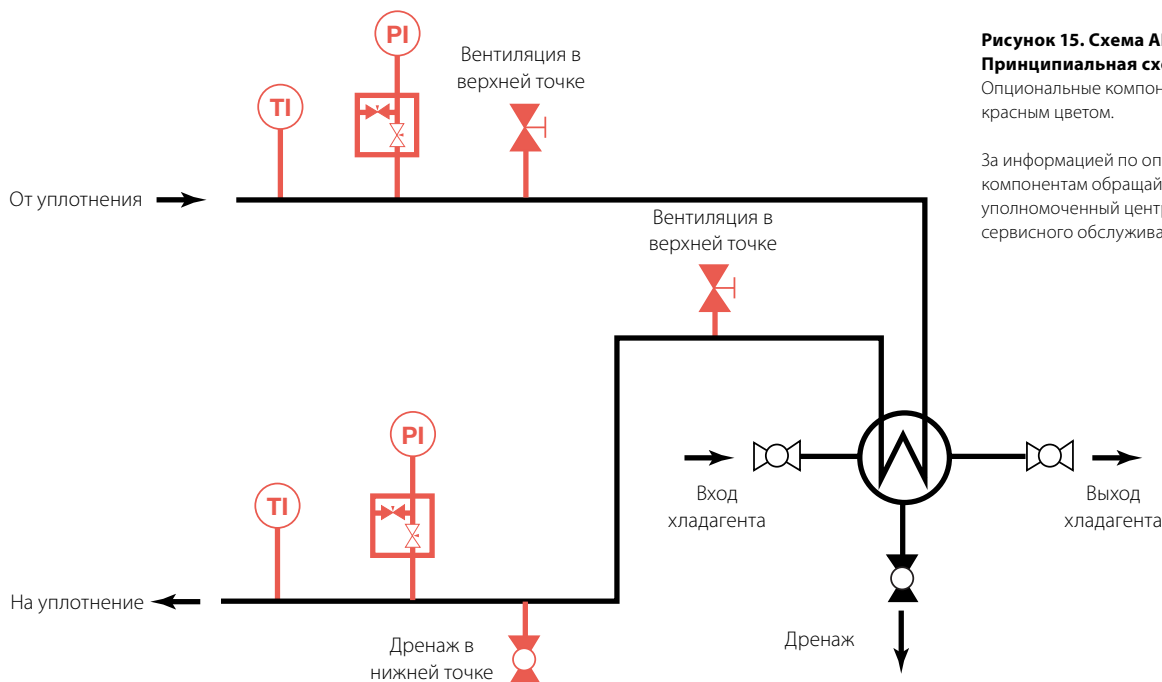 PI
Вентиляция в
верхней точке
TI
От уплотнения
Рисунок 15. Схема
Принципиальная
Опциональные
красным цветом.
За информацией по
компонентам
уполномоченный
сервисного
Вентиляция в
верхней точке
PI
TI
Вход
хладагента
Выход
хладагента
На уплотнение
Дренаж в
нижней точке
Дренаж